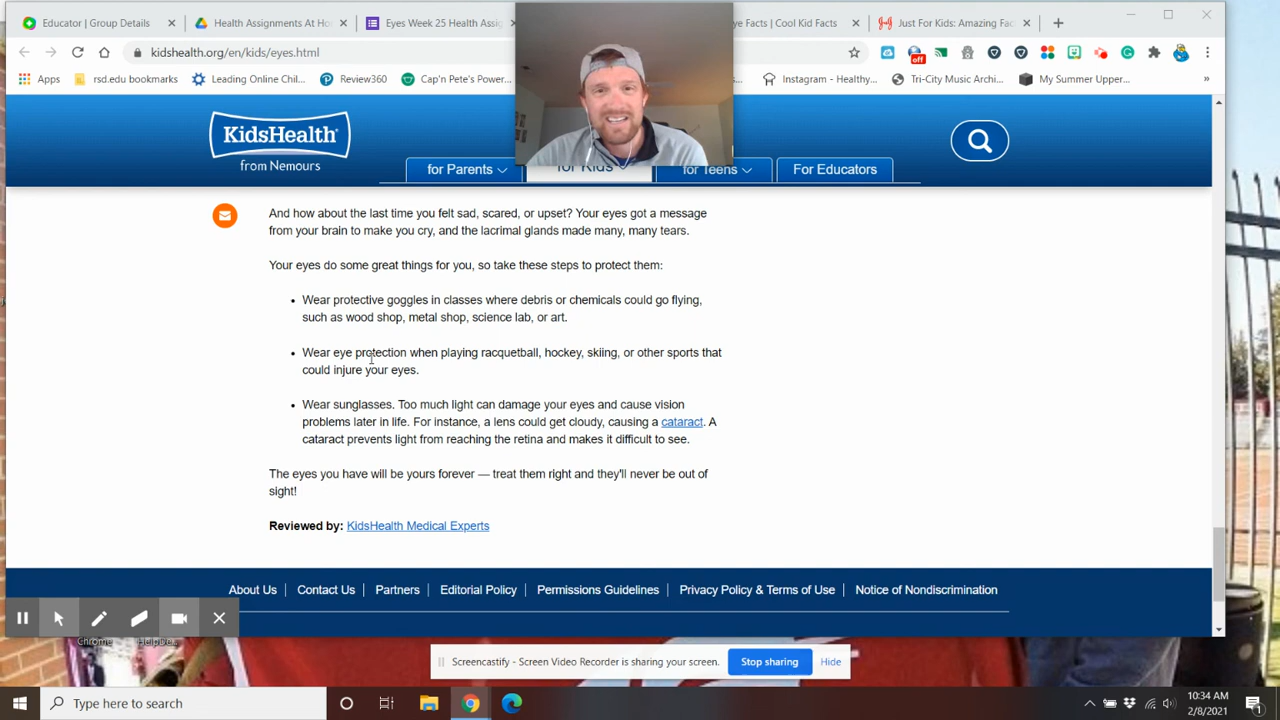 Educator | Group Details
Health Assignments At Ho
Eyes Week 25 Health Assig
ye Facts | Cool Kid Facts
Just For Kids: Amazing Fac
kidshealth.org/en/kids/eyes.html
off
Apps
rsd.edu bookmarks
Leading Online Chil...
Review360
Cap'n Pete's Power...
Instagram - Healthy...
Tri-City Music Archi...
My Summer Upper...
»
KidsHealth
from Nemours
for Parents
for Kids
for Teens
For Educators
And how about the last time you felt sad, scared, or upset? Your eyes got a message
from your brain to make you cry, and the lacrimal glands made many, many tears.
Your eyes do some great things for you, so take these steps to protect them:
• Wear protective goggles in classes where debris or chemicals could go flying,
such as wood shop, metal shop, science lab, or art.
• Wear eye protection when playing racquetball, hockey, skiing, or other sports that
could injure your eyes.
• Wear sunglasses. Too much light can damage your eyes and cause vision
problems later in life. For instance, a lens could get cloudy, causing a cataract. A
cataract prevents light from reaching the retina and makes it difficult to see.
The eyes you have will be yours forever — treat them right and they'll never be out of
sight!
Reviewed by: KidsHealth Medical Experts
About Us | Contact Us | Partners | Editorial Policy | Permissions Guidelines | Privacy Policy & Terms of Use | Notice of Nondiscrimination
Chrome
HelpDe...
Screencastify - Screen Video Recorder is sharing your screen.
Stop sharing
Hide
Type here to search
10:34 AM
2/8/2021
1